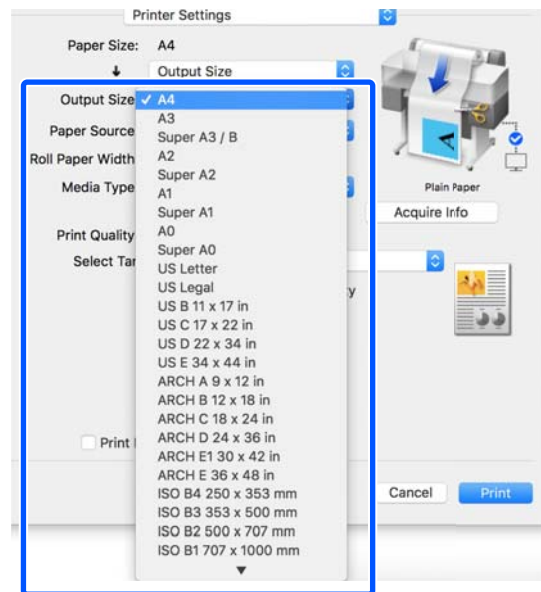 Printer Settings
Paper Size: A4
Output Size
Output Size ✓ A4
A3
Paper Source
Super A3 / B
Roll Paper Width
A2
Super A2
Media Type
A1
Plain Paper
Super A1
Acquire Info
Print Quality
A0
Super A0
Select Tar
US Letter
US Legal
y
US B 11 x 17 in
US C 17 x 22 in
US D 22 x 34 in
US E 34 x 44 in
ARCH A 9 x 12 in
ARCH B 12 x 18 in
ARCH C 18 x 24 in
ARCH D 24 x 36 in
Print
ARCH E1 30 x 42 in
ARCH E 36 x 48 in
ISO B4 250 x 353 mm
Cancel Print
ISO B3 353 x 500 mm
ISO B2 500 x 707 mm
ISO B1 707 x 1000 mm